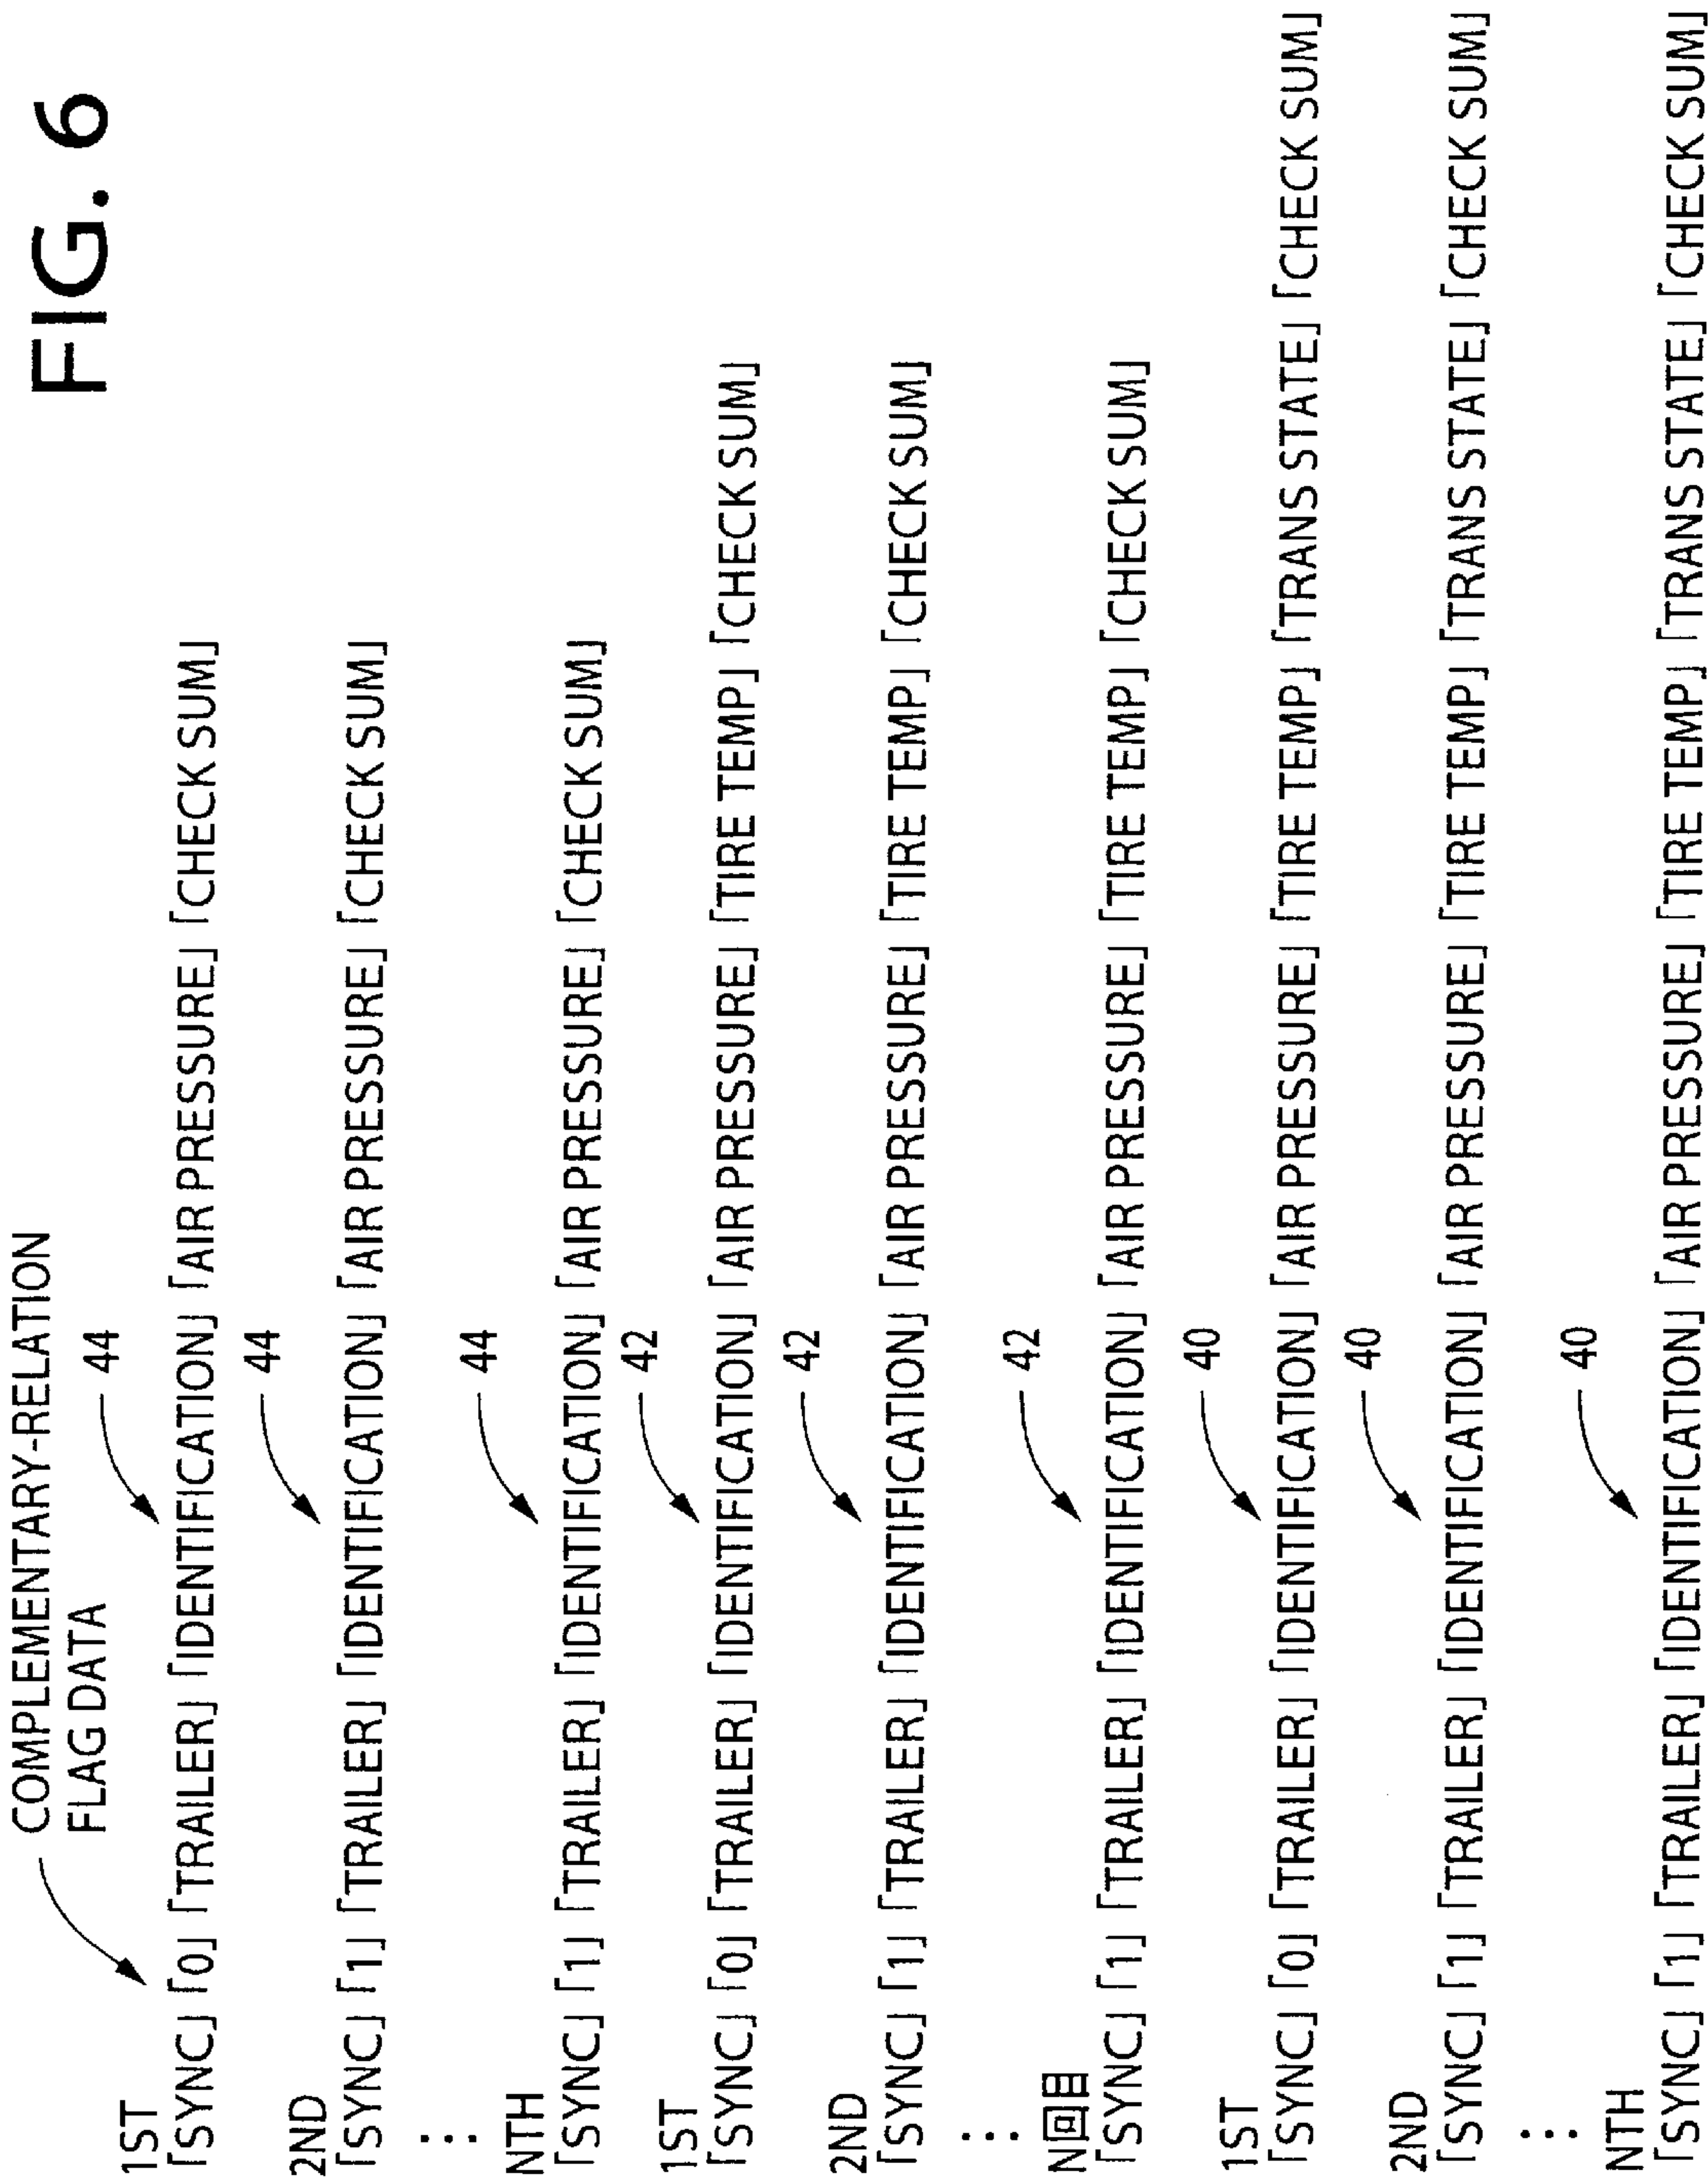 FIG. 6
COMPLEMENTARY-RELATION
FLAG DATA
1ST
44
「SYNC」「0」「TRAILER」「IDENTIFICATION」「AIR PRESSURE」「CHECK SUM」
2ND
44
「SYNC」「1」「TRAILER」「IDENTIFICATION」「AIR PRESSURE」「CHECK SUM」
⋮
NTH
44
「SYNC」「1」「TRAILER」「IDENTIFICATION」「AIR PRESSURE」「CHECK SUM」
1ST
42
「SYNC」「0」「TRAILER」「IDENTIFICATION」「AIR PRESSURE」「TIRE TEMP」「CHECK SUM」
2ND
42
「SYNC」「1」「TRAILER」「IDENTIFICATION」「AIR PRESSURE」「TIRE TEMP」「CHECK SUM」
⋮
N回目
42
「SYNC」「1」「TRAILER」「IDENTIFICATION」「AIR PRESSURE」「TIRE TEMP」「CHECK SUM」
1ST
40
「SYNC」「0」「TRAILER」「IDENTIFICATION」「AIR PRESSURE」「TIRE TEMP」「TRANS STATE」「CHECK SUM」
2ND
40
「SYNC」「1」「TRAILER」「IDENTIFICATION」「AIR PRESSURE」「TIRE TEMP」「TRANS STATE」「CHECK SUM」
⋮
NTH
40
「SYNC」「1」「TRAILER」「IDENTIFICATION」「AIR PRESSURE」「TIRE TEMP」「TRANS STATE」「CHECK SUM」